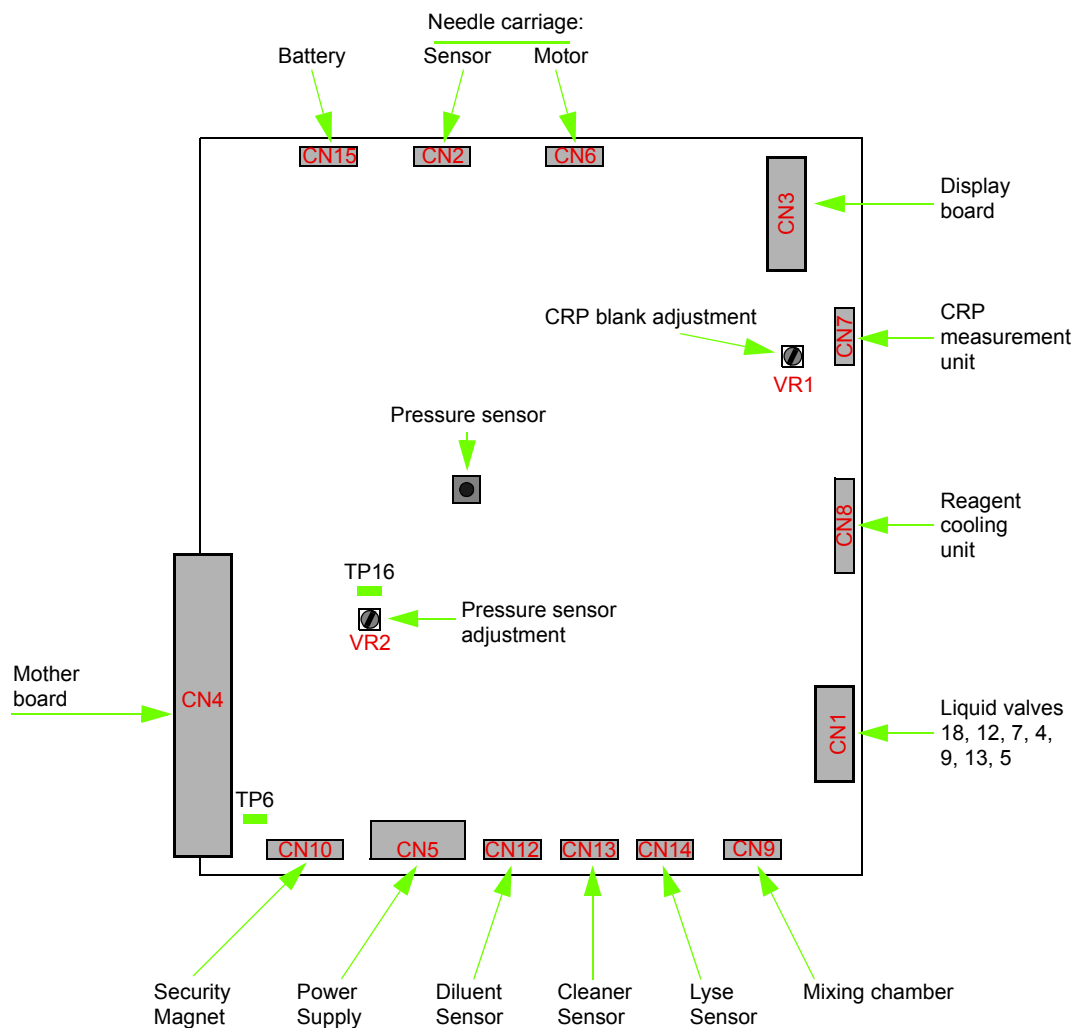 Needle carriage:
Battery
Sensor
Motor
CN15
CN2
CN6
CN3
Display
board
CRP blank adjustment
VR1
CN7
CRP
measurement
unit
Pressure sensor
CN8
Reagent
cooling
unit
TP16
VR2
Pressure sensor
adjustment
Mother
board
CN4
CN1
Liquid valves
18, 12, 7, 4,
9, 13, 5
TP6
CN10
CN5
CN12
CN13
CN14
CN9
Security
Magnet
Power
Supply
Diluent
Sensor
Cleaner
Sensor
Lyse
Sensor
Mixing chamber